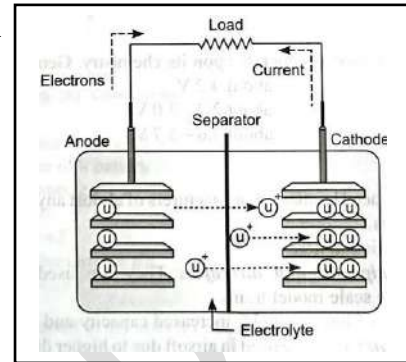 Load
Electrons
Current
Separator
Anode
Cathode
u
u u
u+
u
u+
u u
u
u+
u u
Electrolyte